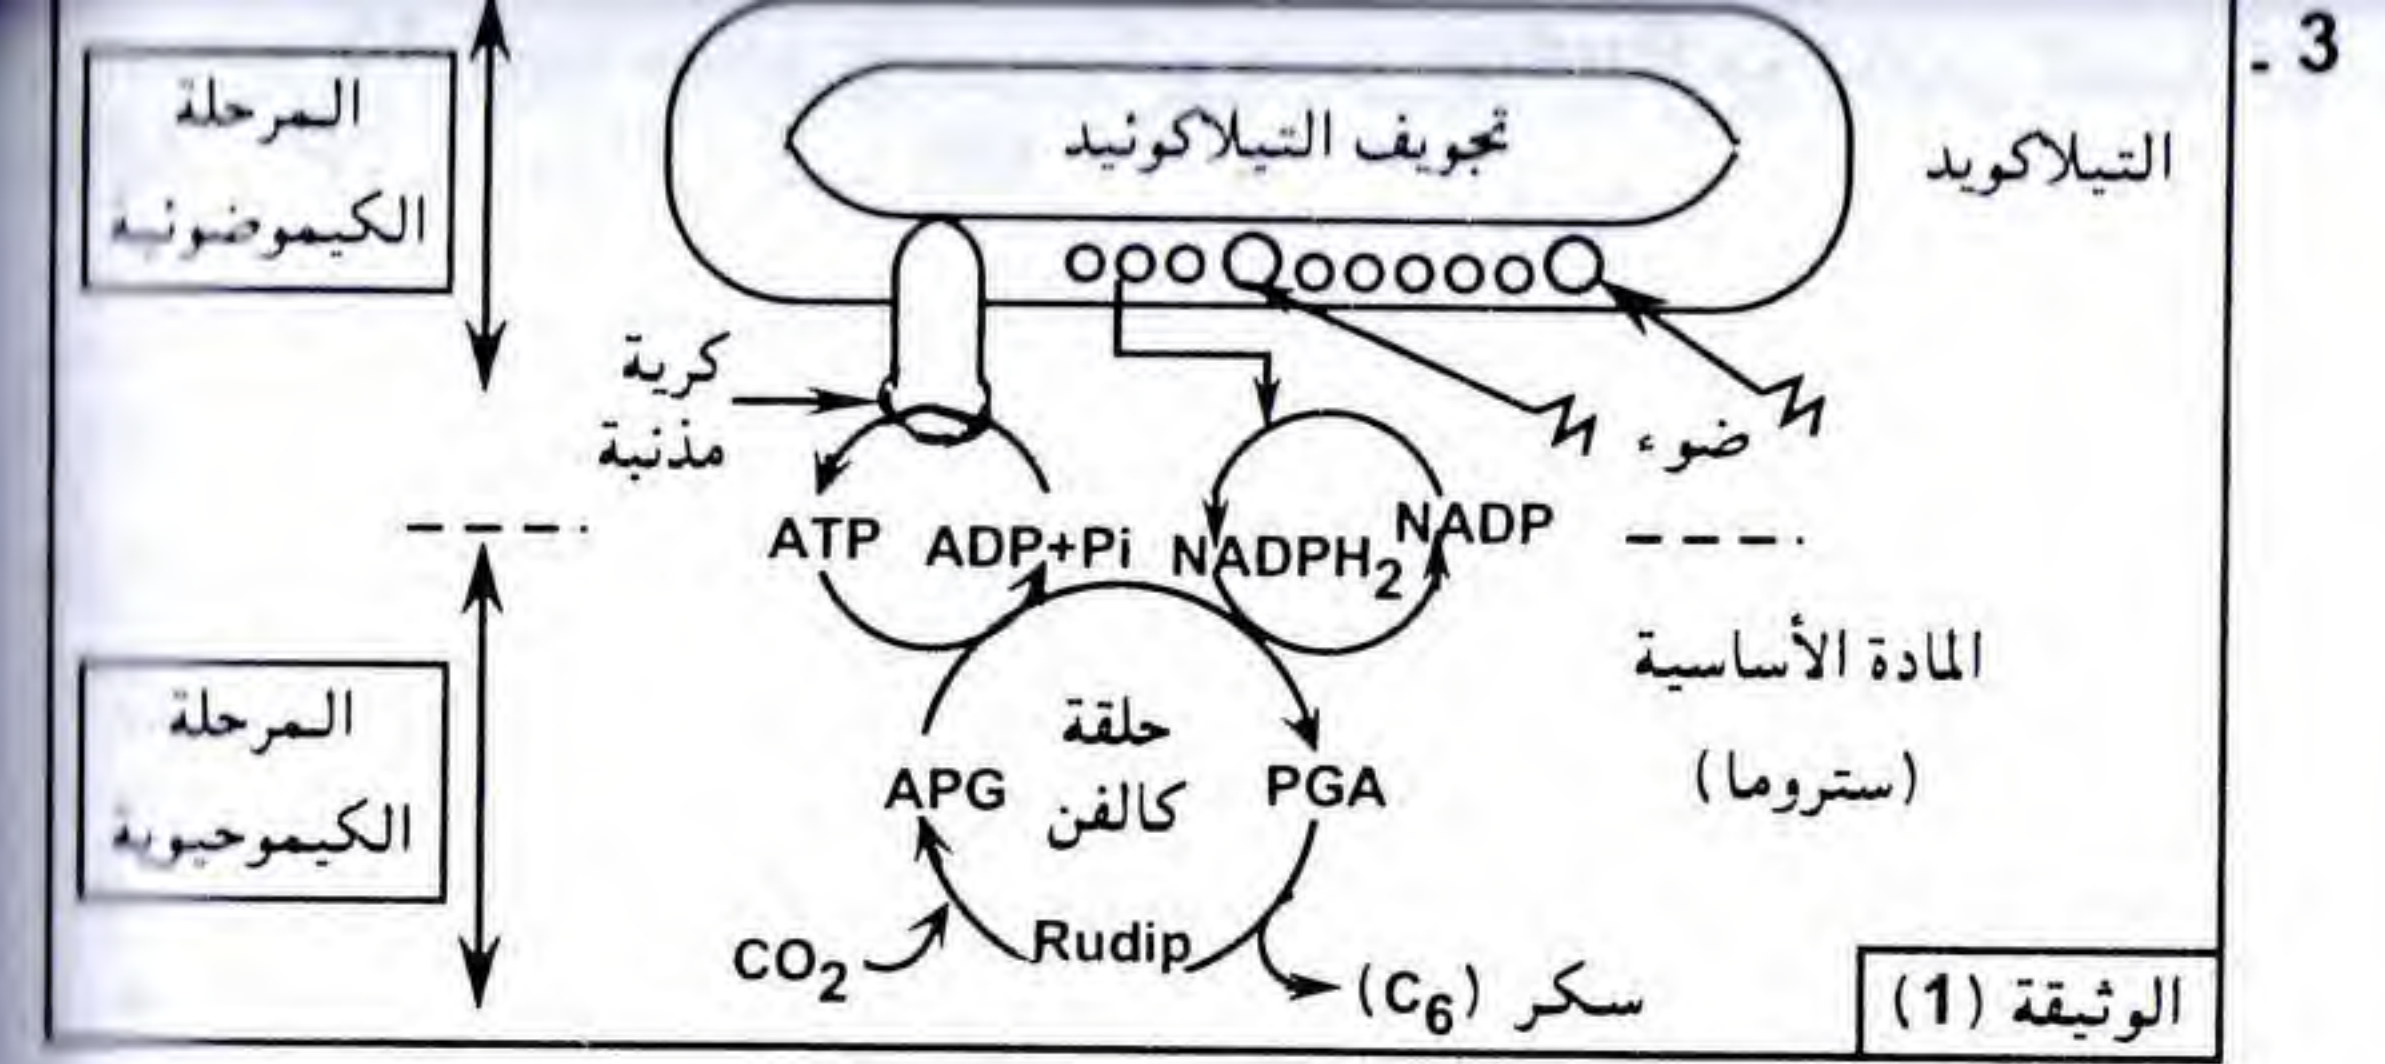 3 -
المرحلة
الكيموضوئية
تجويف التيلاكوئيد
التيلاكويد
كرية
مذنبة
ضوء
ATP
ADP+Pi
NADPH2
NADP
المادة الأساسية
(ستروما)
المرحلة
الكيموحيوية
حلقة
كالفن
APG
PGA
Rudip
CO2
سكر (C6)
الوثيقة (1)